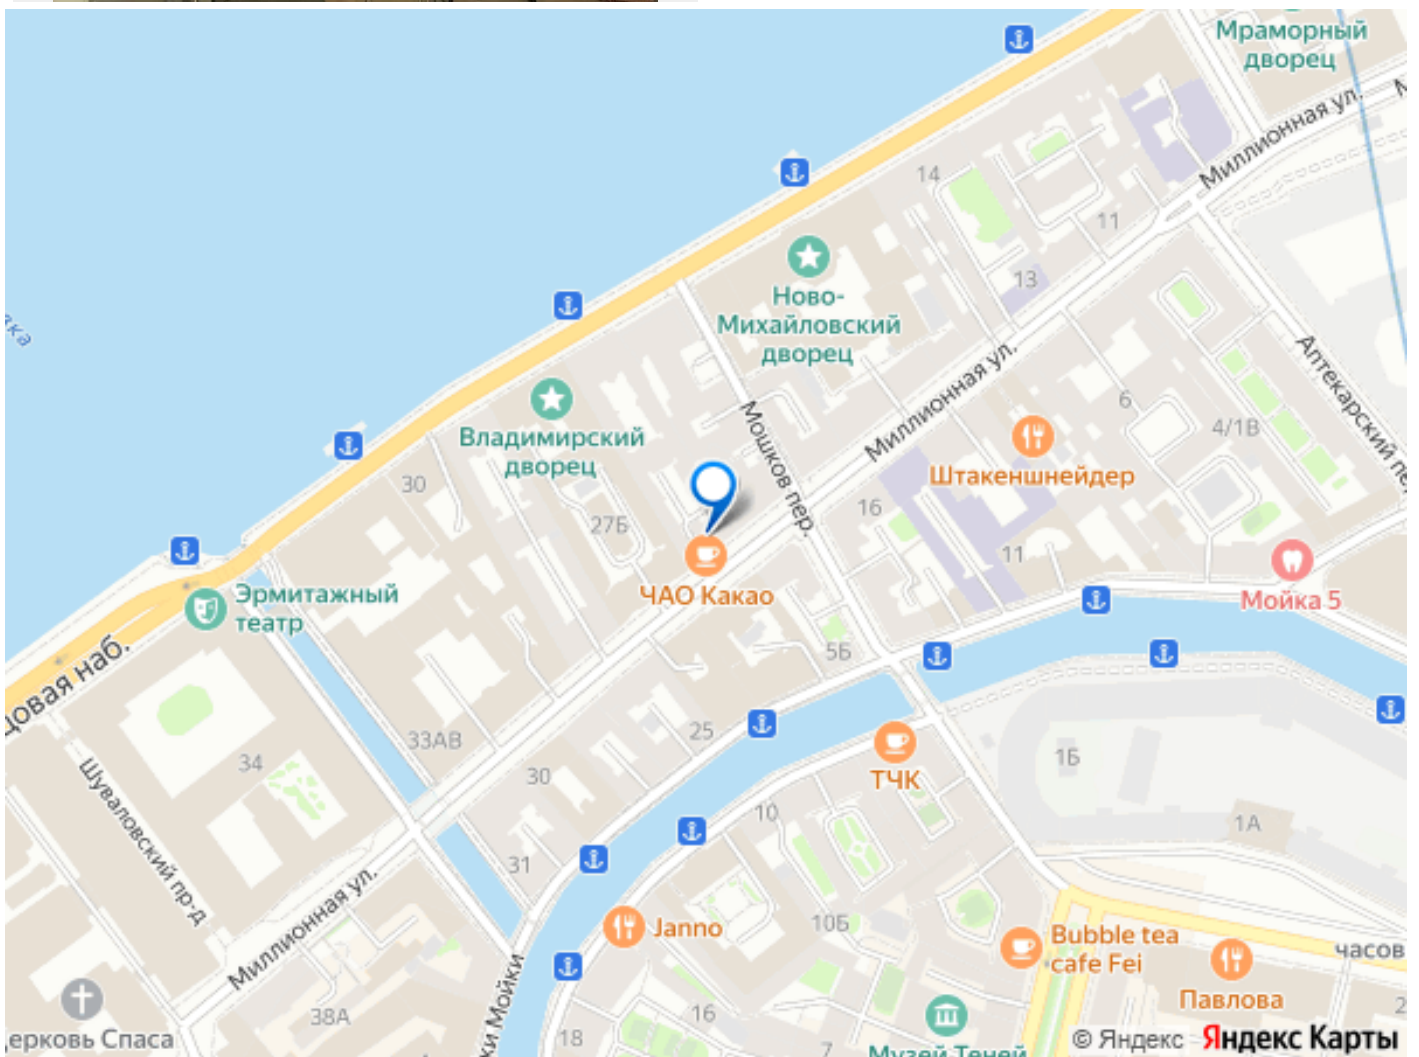 Мраморный
дворец
Миллионная ул.
14
11
Ново-
Михайловский
дворец
13
Миллионная ул.
Аптекарский пер.
Мошков пер.
6
4/1В
Владимирский
дворец
Штакеншнейдер
30
27Б
16
11
ЧАО Какао
Мойка 5
Эрмитажный
театр
5Б
33АВ
25
34
30
ТЧК
1Б
Шуваловский пр-д
31
10
1А
Миллионная ул.
Janno
10Б
Bubble tea
cafe Fei
Павлова
38А
16
18
7
© Яндекс Яндекс Карты